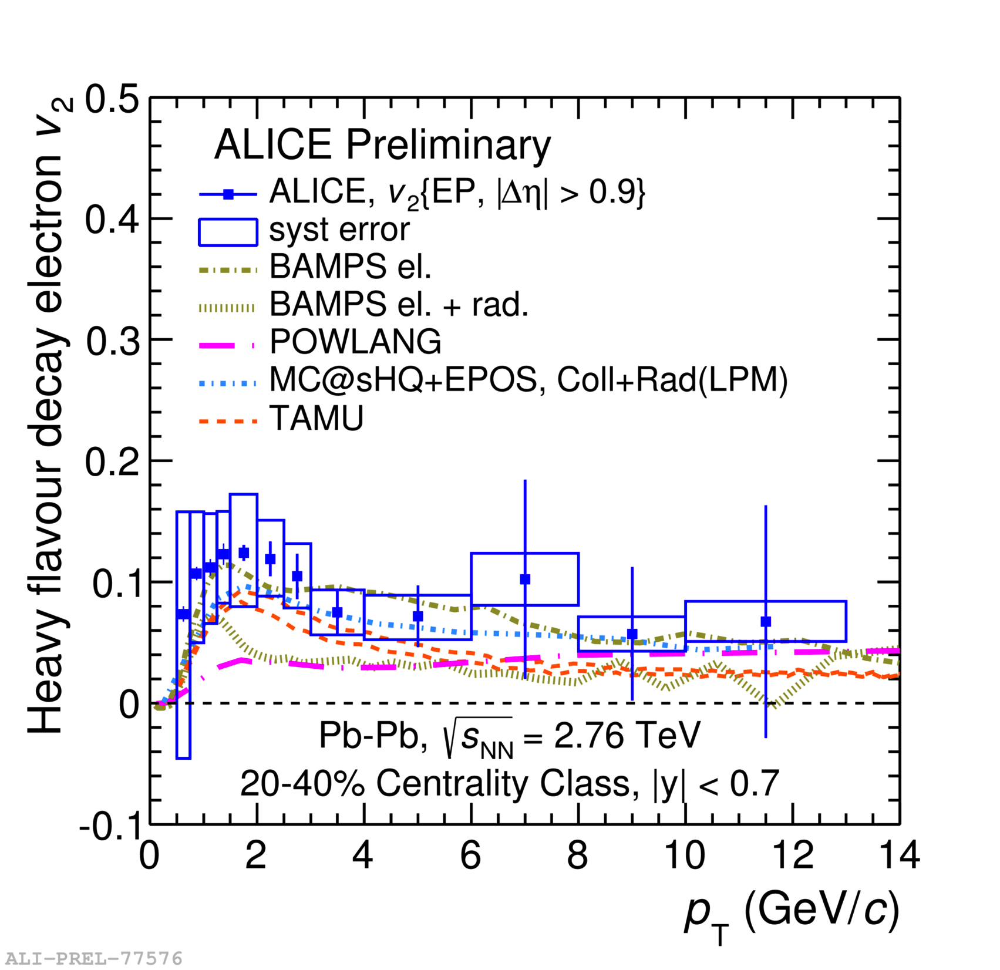 0.5
0.4
0.3
0.2
0.1
0
-0.1
Heavy flavour decay electron v2
ALICE Preliminary
ALICE, v2{EP, |Δη| > 0.9}
syst error
BAMPS el.
BAMPS el. + rad.
POWLANG
MC@sHQ+EPOS, Coll+Rad(LPM)
TAMU
Pb-Pb, √sNN = 2.76 TeV
20-40% Centrality Class, |y| < 0.7
0 2 4 6 8 10 12 14
pT (GeV/c)
ALI-PREL-77576